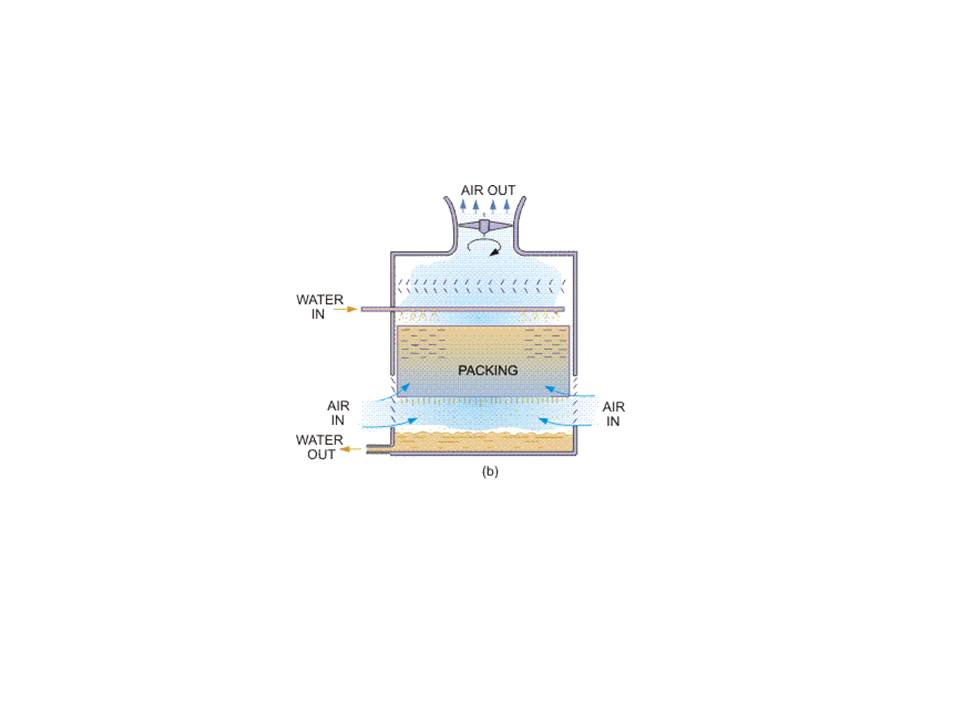 AIR OUT
WATER
IN
PACKING
AIR
IN
AIR
IN
WATER
OUT
(b)